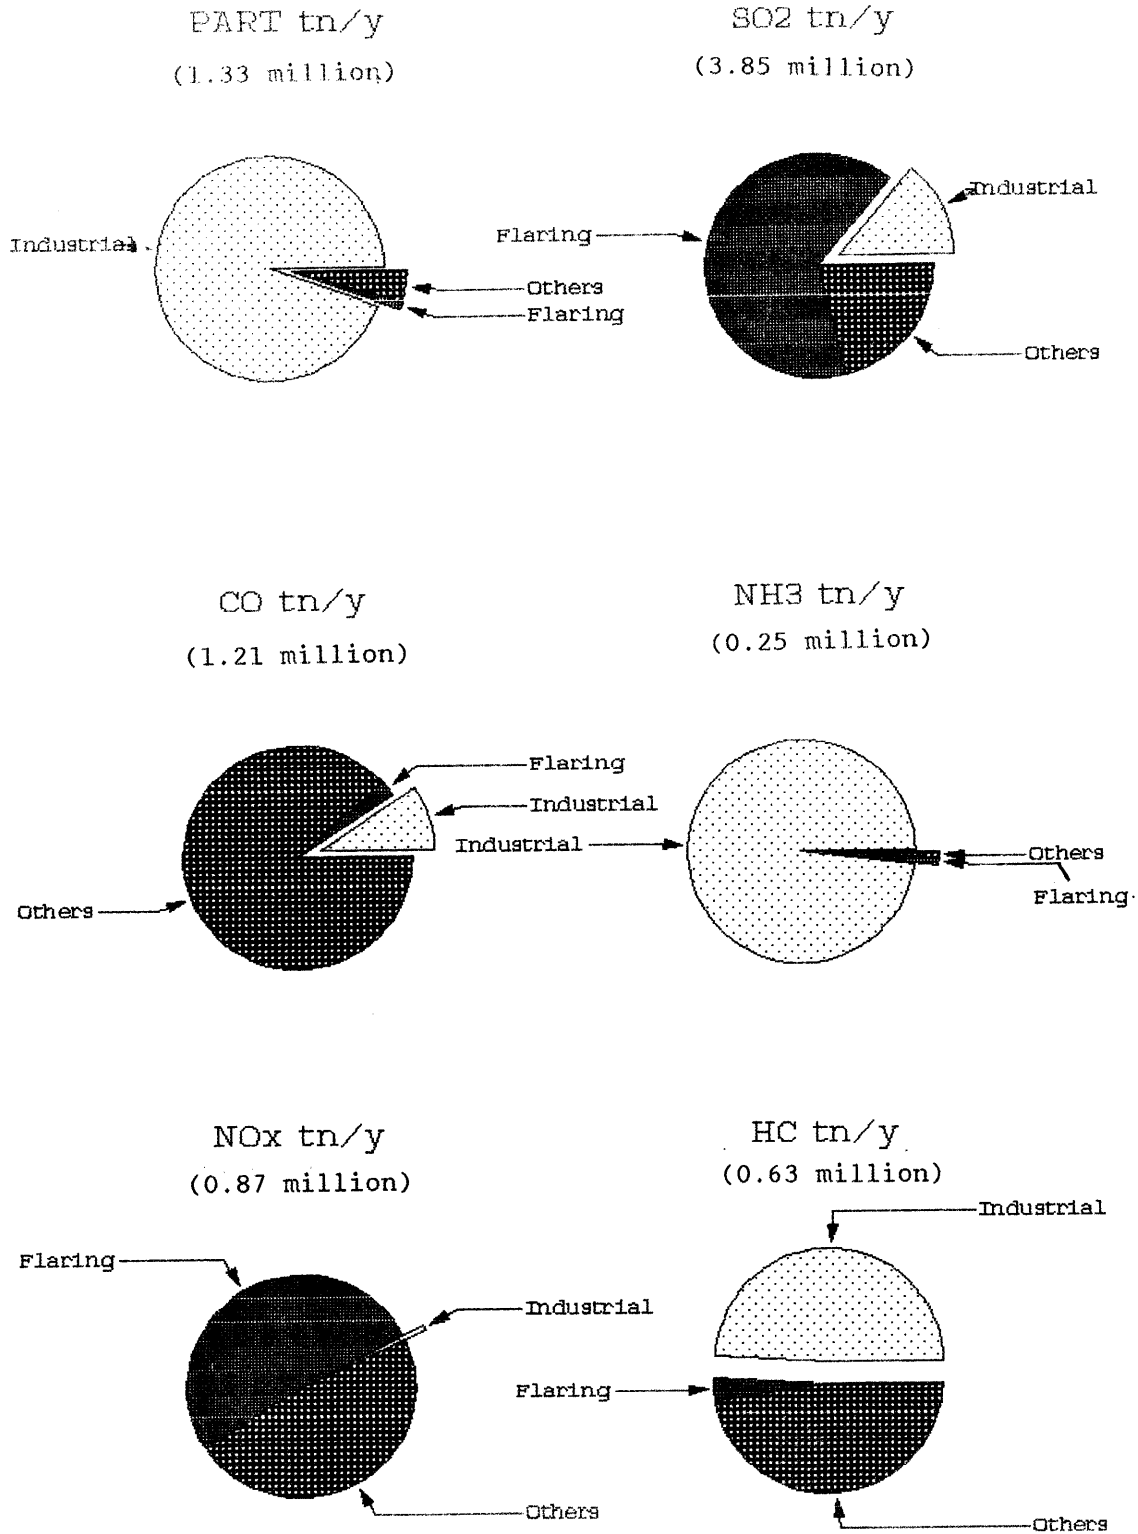 PART tn/y
(1.33 million)
Industrial
Others
Flaring
SO2 tn/y
(3.85 million)
Flaring
Industrial
Others
CO tn/y
(1.21 million)
Flaring
Industrial
Others
NH3 tn/y
(0.25 million)
Industrial
Others
Flaring
NOx tn/y
(0.87 million)
Flaring
Industrial
Others
HC tn/y
(0.63 million)
Industrial
Flaring
Others